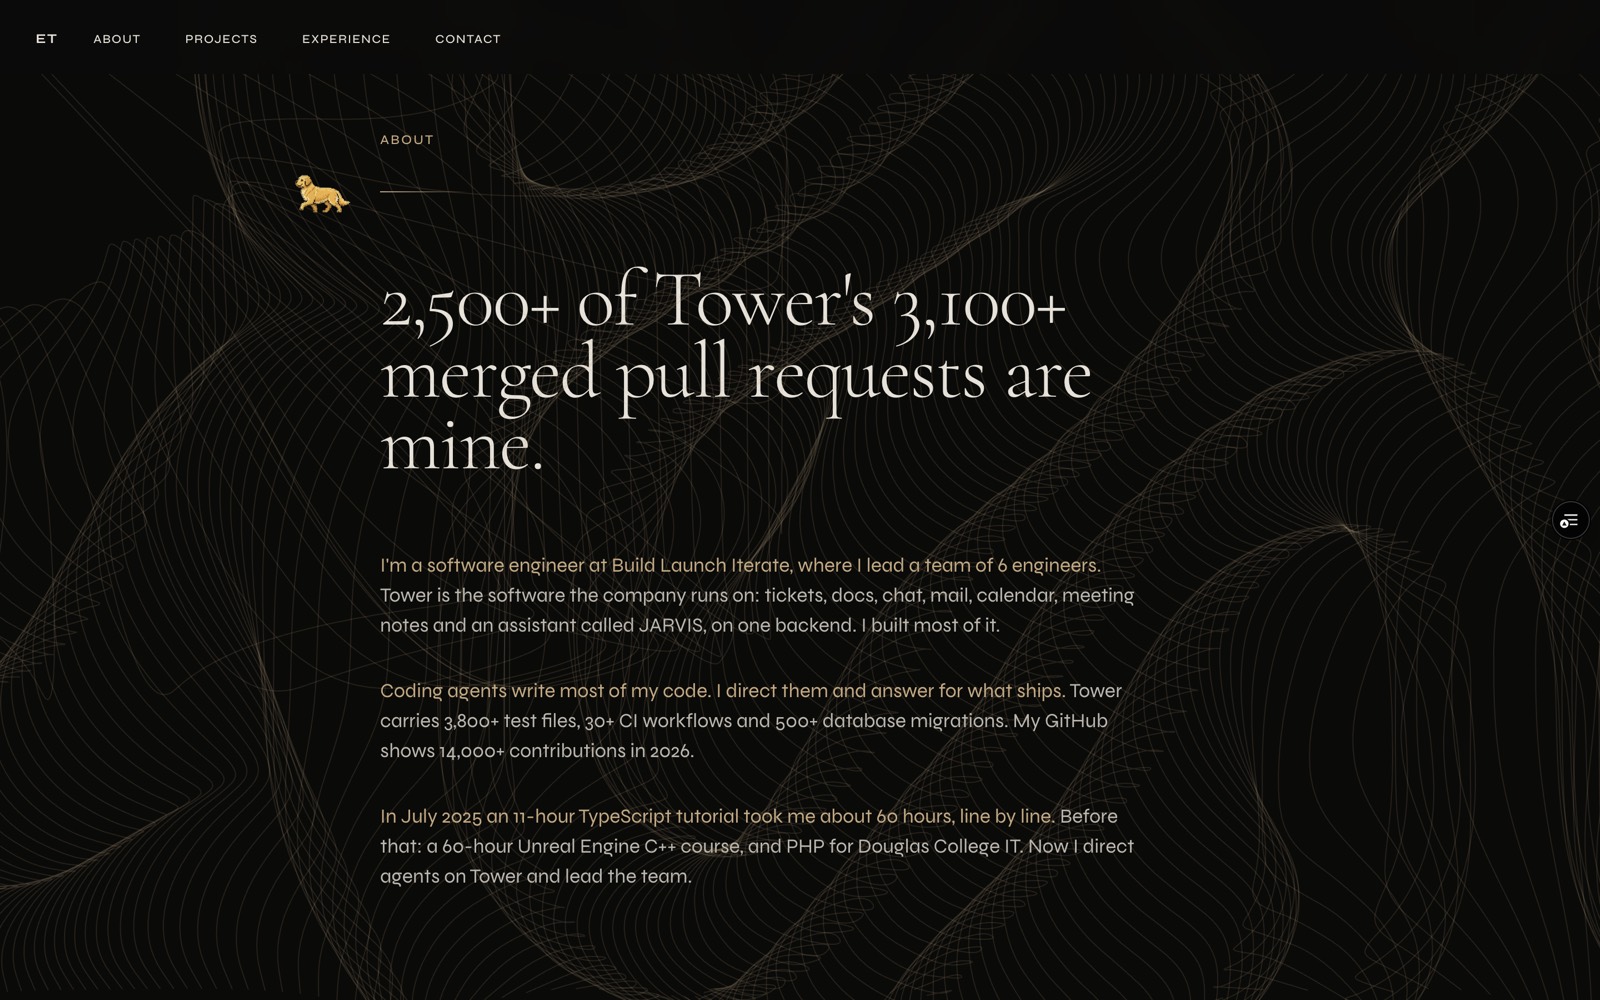 ET ABOUT PROJECTS EXPERIENCE CONTACT
ABOUT
2,500+ of Tower's 3,100+
merged pull requests are
mine.
I'm a software engineer at Build Launch Iterate, where I lead a team of 6 engineers.
Tower is the software the company runs on: tickets, docs, chat, mail, calendar, meeting
notes and an assistant called JARVIS, on one backend. I built most of it.
Coding agents write most of my code. I direct them and answer for what ships. Tower
carries 3,800+ test files, 30+ CI workflows and 500+ database migrations. My GitHub
shows 14,000+ contributions in 2026.
In July 2025 an 11-hour TypeScript tutorial took me about 60 hours, line by line. Before
that: a 60-hour Unreal Engine C++ course, and PHP for Douglas College IT. Now I direct
agents on Tower and lead the team.